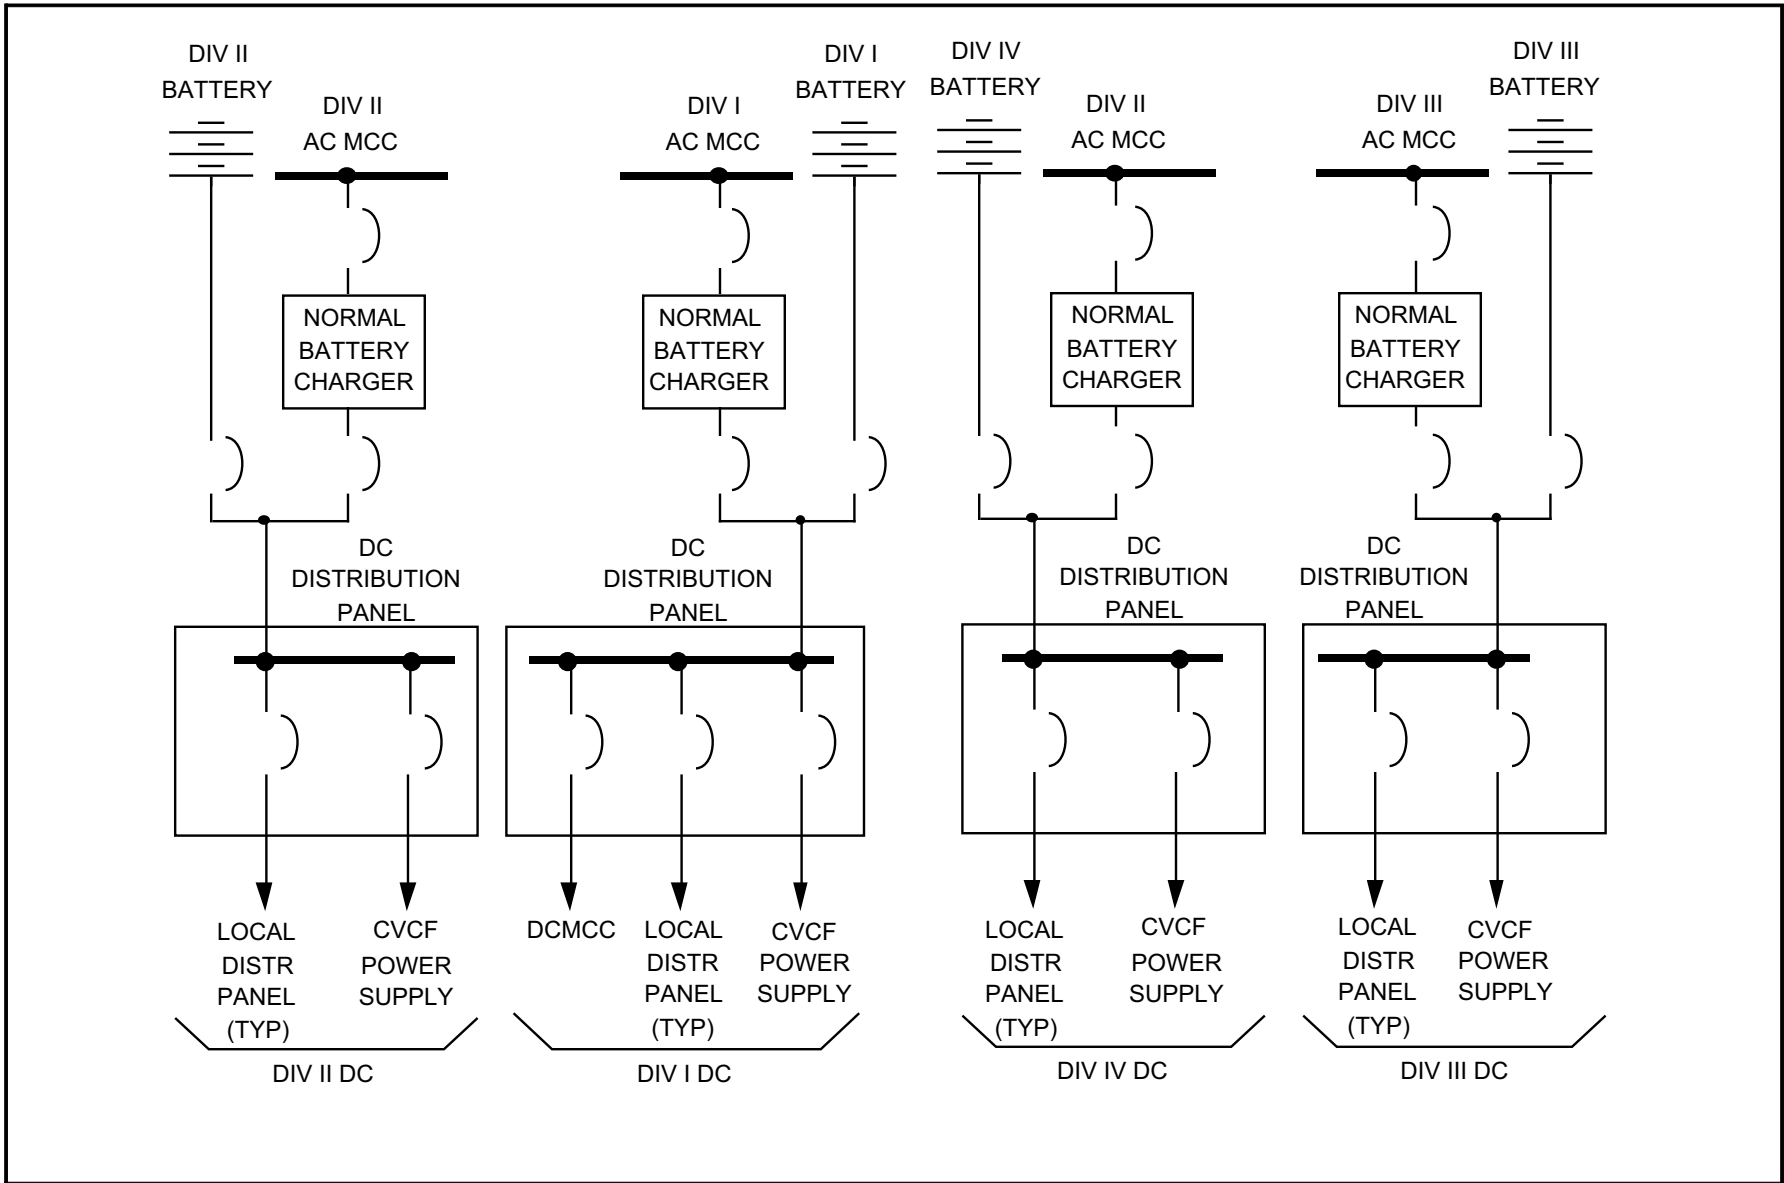 DIV II
BATTERY
DIV II
AC MCC
DIV I
AC MCC
DIV I
BATTERY
DIV IV
BATTERY
DIV II
AC MCC
DIV III
AC MCC
DIV III
BATTERY
NORMAL
BATTERY
CHARGER
NORMAL
BATTERY
CHARGER
NORMAL
BATTERY
CHARGER
NORMAL
BATTERY
CHARGER
DC
DISTRIBUTION
PANEL
DC
DISTRIBUTION
PANEL
DC
DISTRIBUTION
PANEL
DC
DISTRIBUTION
PANEL
LOCAL
DISTR
PANEL
(TYP)
CVCF
POWER
SUPPLY
DCMCC
LOCAL
DISTR
PANEL
(TYP)
CVCF
POWER
SUPPLY
LOCAL
DISTR
PANEL
(TYP)
CVCF
POWER
SUPPLY
LOCAL
DISTR
PANEL
(TYP)
CVCF
POWER
SUPPLY
DIV II DC
DIV I DC
DIV IV DC
DIV III DC